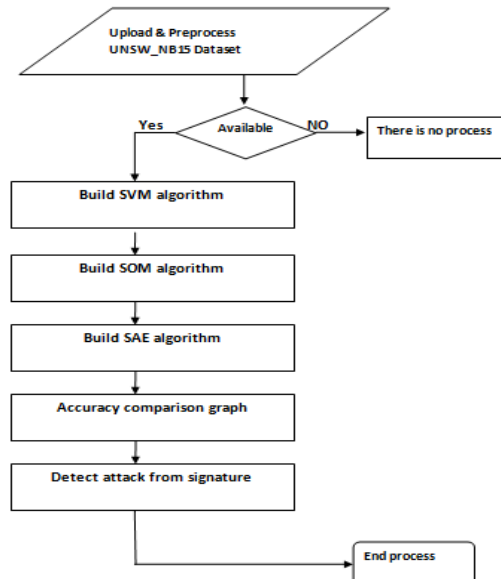 Upload & Preprocess
UNSW_NB15 Dataset
Available
Yes
NO
There is no process
Build SVM algorithm
Build SOM algorithm
Build SAE algorithm
Accuracy comparison graph
Detect attack from signature
End process